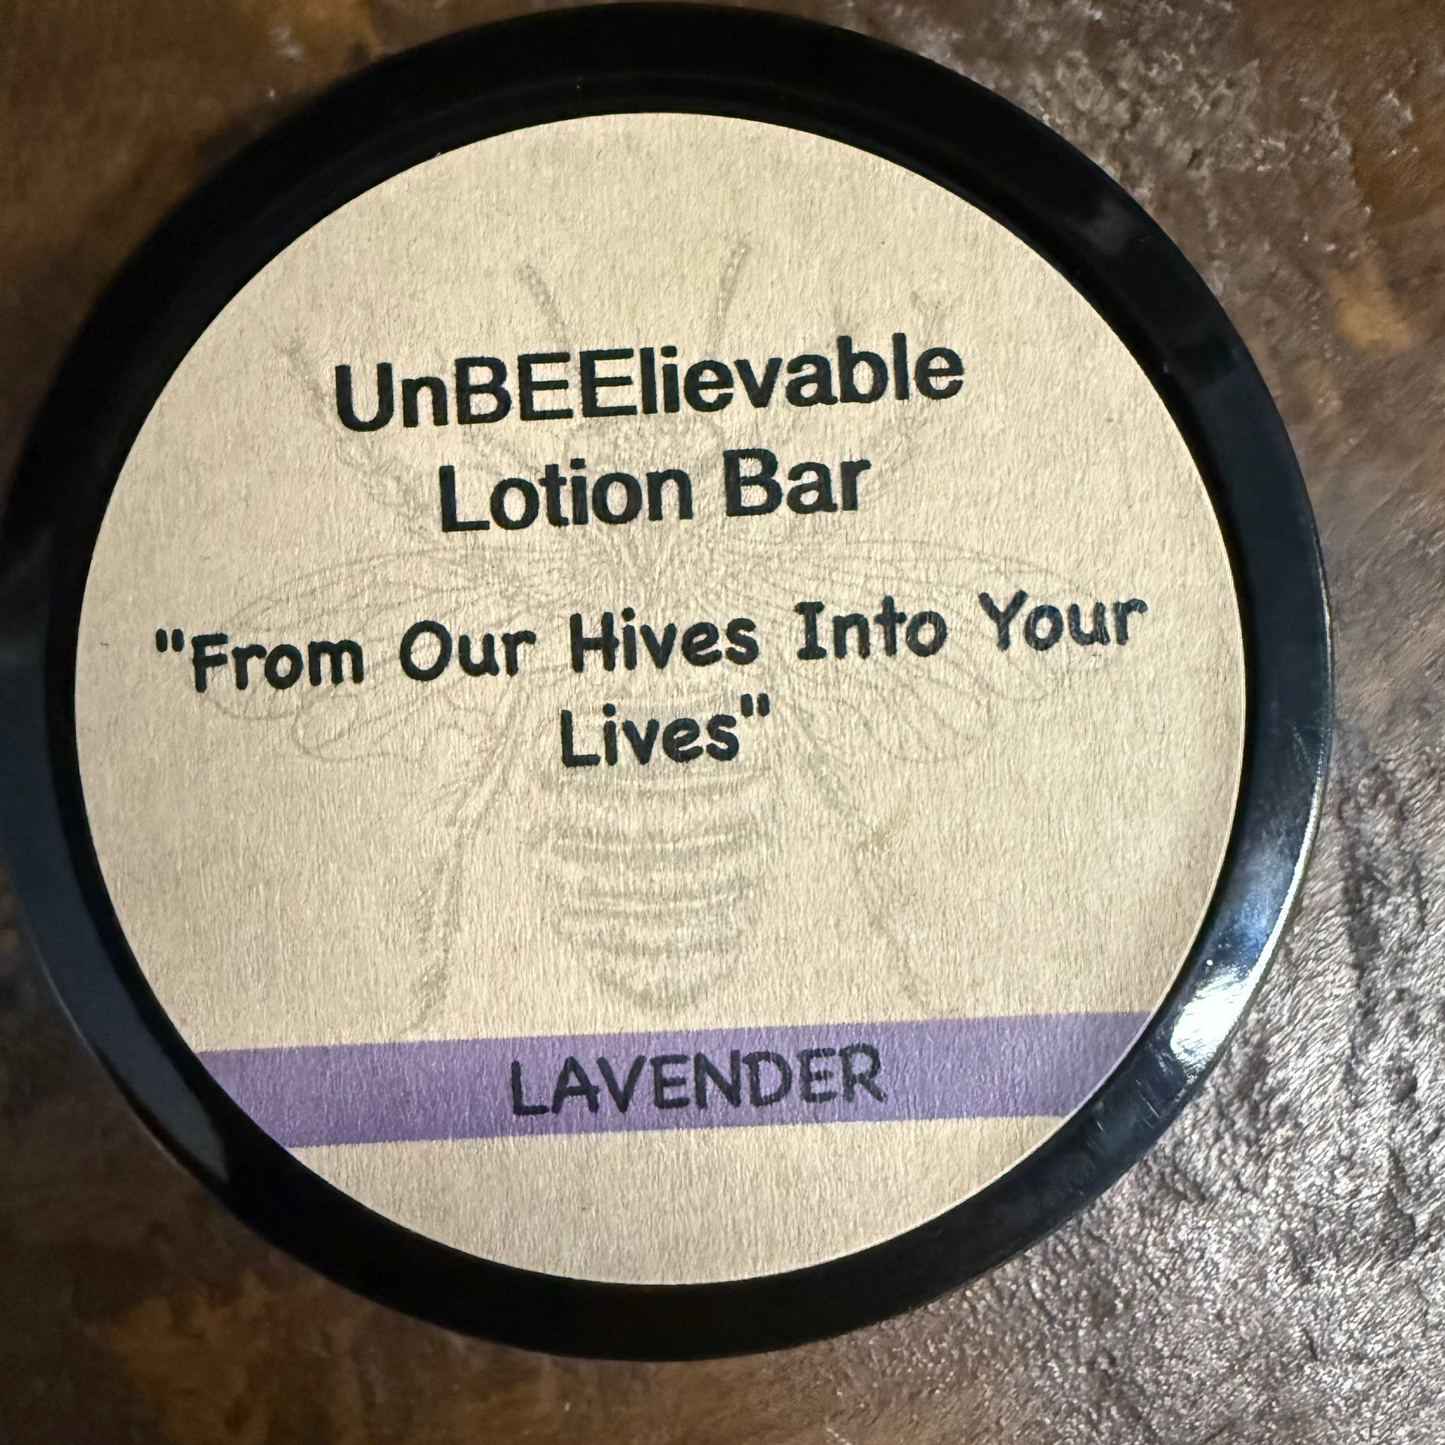 UnBEElievable
Lotion Bar
"From Our Hives Into Your
Lives"
LAVENDER